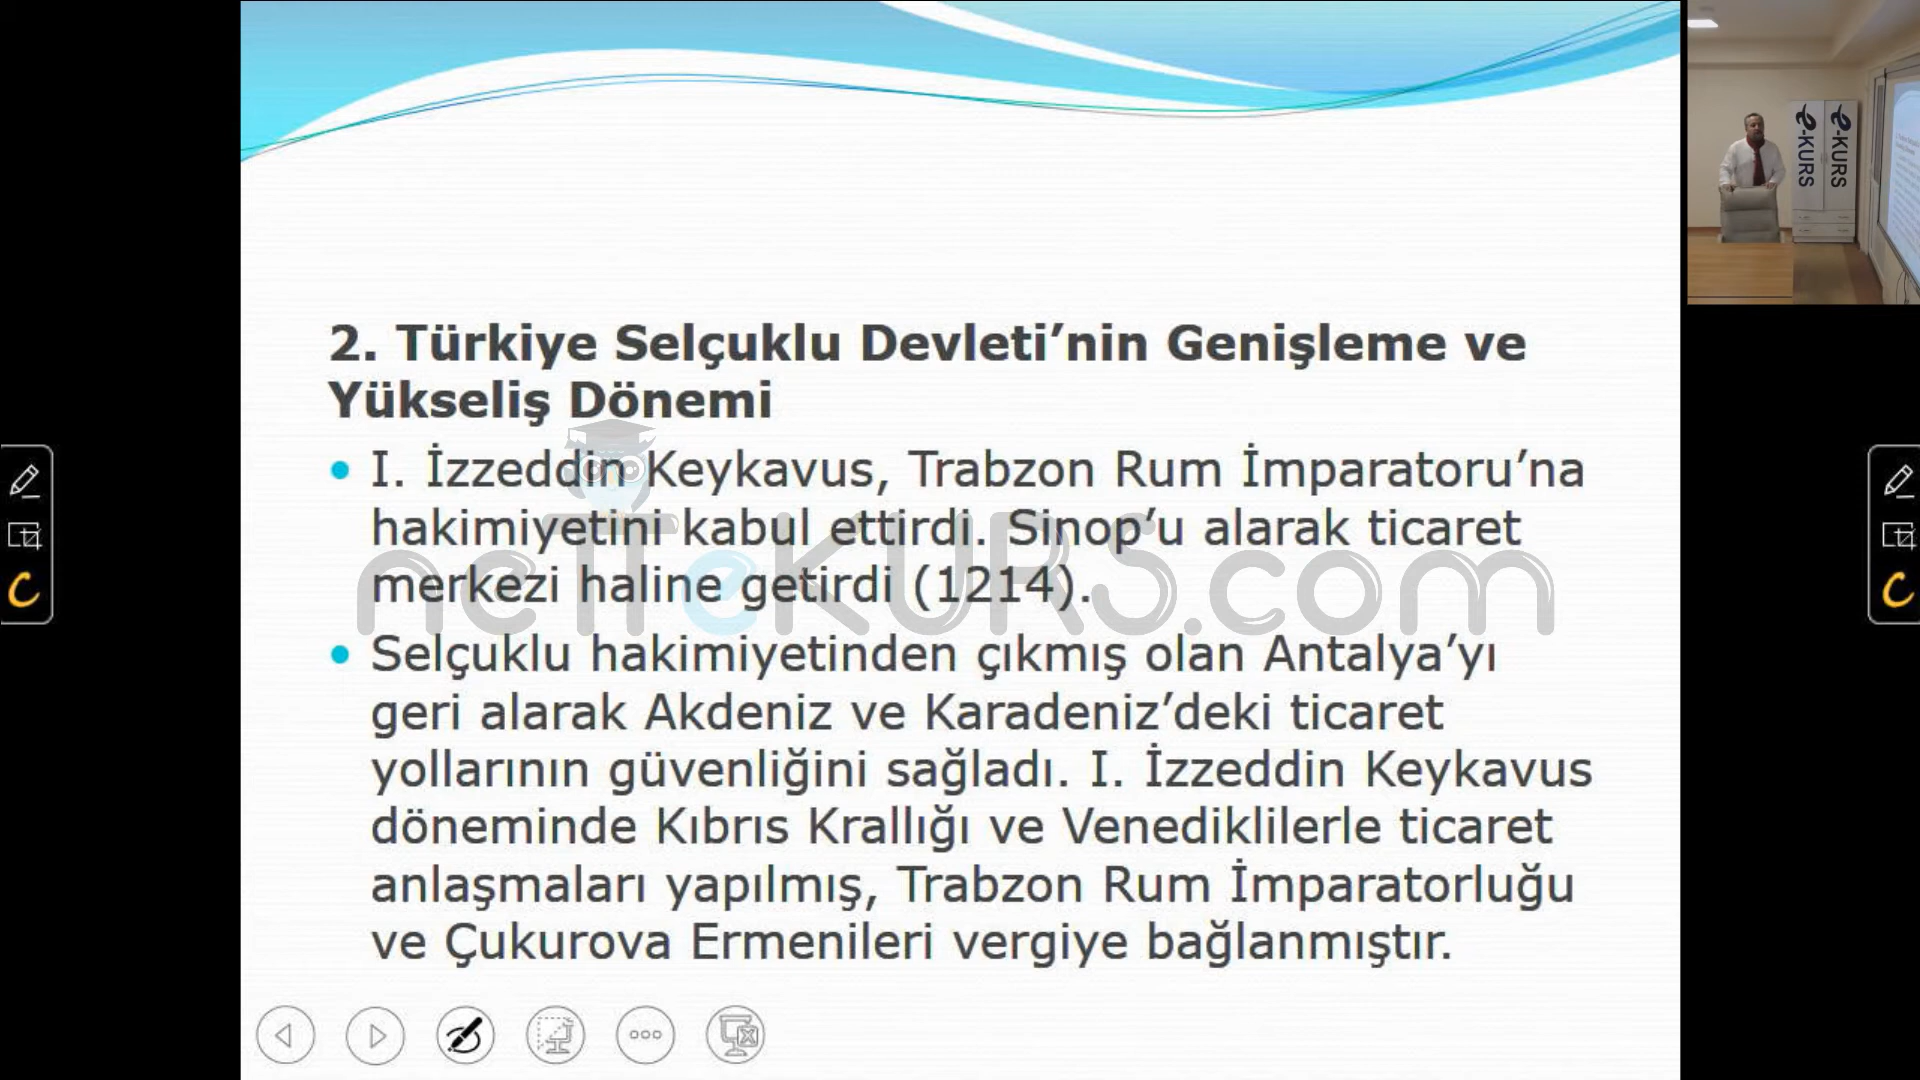 2. Türkiye Selçuklu Devleti’nin Genişleme ve
Yükseliş Dönemi
• I. İzzeddin Keykavus, Trabzon Rum İmparatoru’na
hakimiyetini kabul ettirdi. Sinop’u alarak ticaret
merkezi haline getirdi (1214).
• Selçuklu hakimiyetinden çıkmış olan Antalya’yı
geri alarak Akdeniz ve Karadeniz’deki ticaret
yollarının güvenliğini sağladı. I. İzzeddin Keykavus
döneminde Kıbrıs Krallığı ve Venediklilerle ticaret
anlaşmaları yapılmış, Trabzon Rum İmparatorluğu
ve Çukurova Ermenileri vergiye bağlanmıştır.
neTTeKURS.com
e-KURS
e-KURS